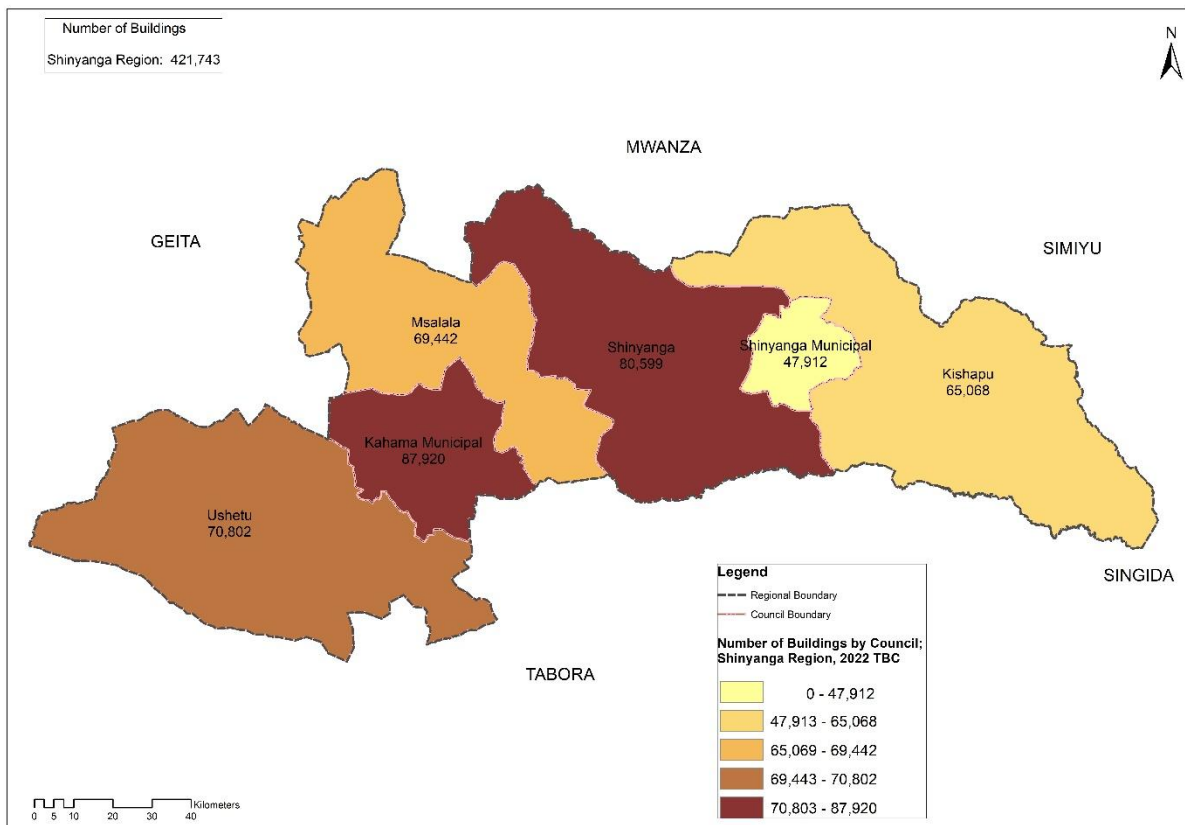 Number of Buildings
Shinyanga Region: 421,743
N
MWANZA
GEITA
SIMIYU
Msalala
69,442
Shinyanga
80,599
Shinyanga Municipal
47,912
Kishapu
65,068
Kahama Municipal
87,920
Ushetu
70,802
SINGIDA
TABORA
Legend
Regional Boundary
Council Boundary
Number of Buildings by Council;
Shinyanga Region, 2022 TBC
0 - 47,912
47,913 - 65,068
65,069 - 69,442
69,443 - 70,802
70,803 - 87,920
Kilometers
0 5 10 20 30 40